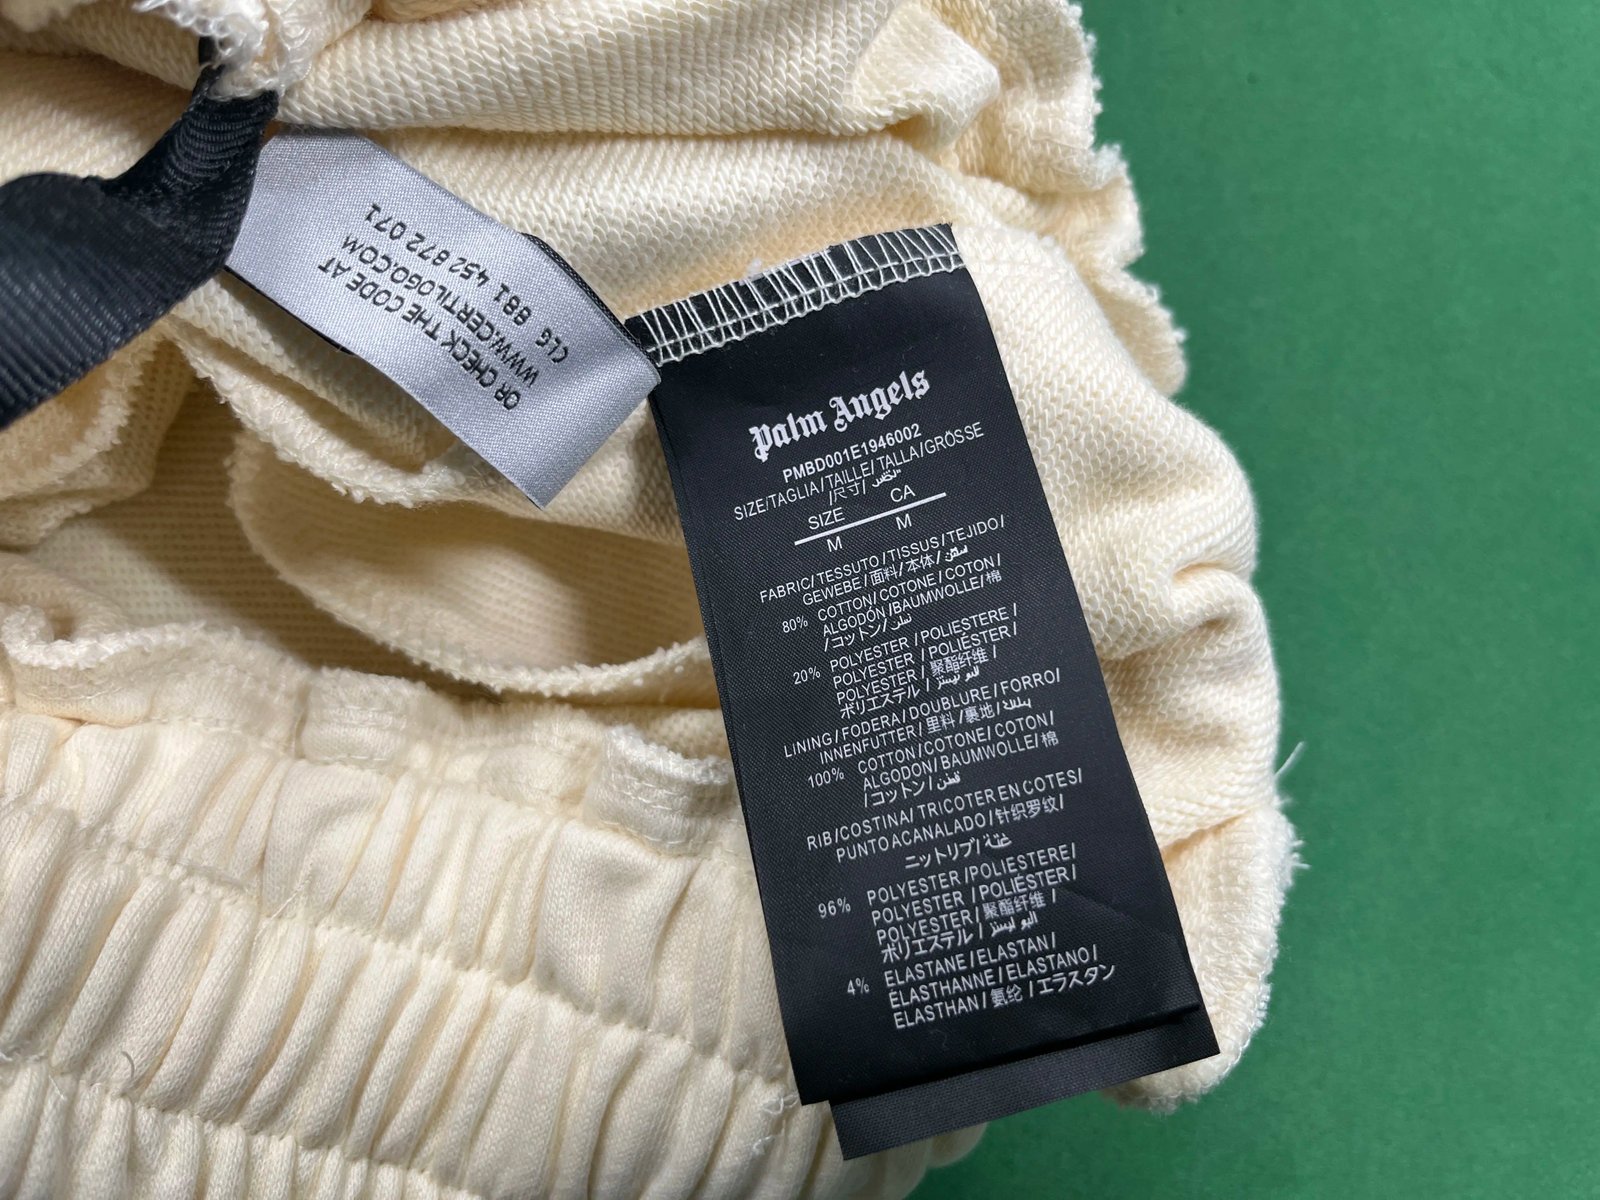 OR CHECK THE CODE AT
WWW.CERTILOGO.COM
CLG 881 452 872 071
Palm Angels
PMBD001E1946002
SIZE/TAGLIA/TAILLE/TALLA/GRÖSSE
/尺寸/
SIZE CA
M M
FABRIC/TESSUTO/TISSUS/TEJIDO/
GEWEBE/面料/本体/
80% COTTON/COTONE/COTON/
ALGODÓN/BAUMWOLLE/棉
/コットン/
20% POLYESTER/POLIESTERE/
POLYESTER/POLIÉSTER/
POLYESTER/聚酯纤维/
ポリエステル/
LINING/FODERA/DOUBLURE/FORRO/
INNENFUTTER/里料/裏地/
100% COTTON/COTONE/COTON/
ALGODON/BAUMWOLLE/棉
/コットン/
RIB/COSTINA/TRICOTER EN COTES/
PUNTO ACANALADO/针织罗纹/
ニットリブ/
96% POLYESTER/POLIESTERE/
POLYESTER/POLIÉSTER/
POLYESTER/聚酯纤维/
ポリエステル/
4% ELASTANE/ELASTAN/
ÉLASTHANNE/ELASTANO/
ELASTHAN/氨纶/エラスタン